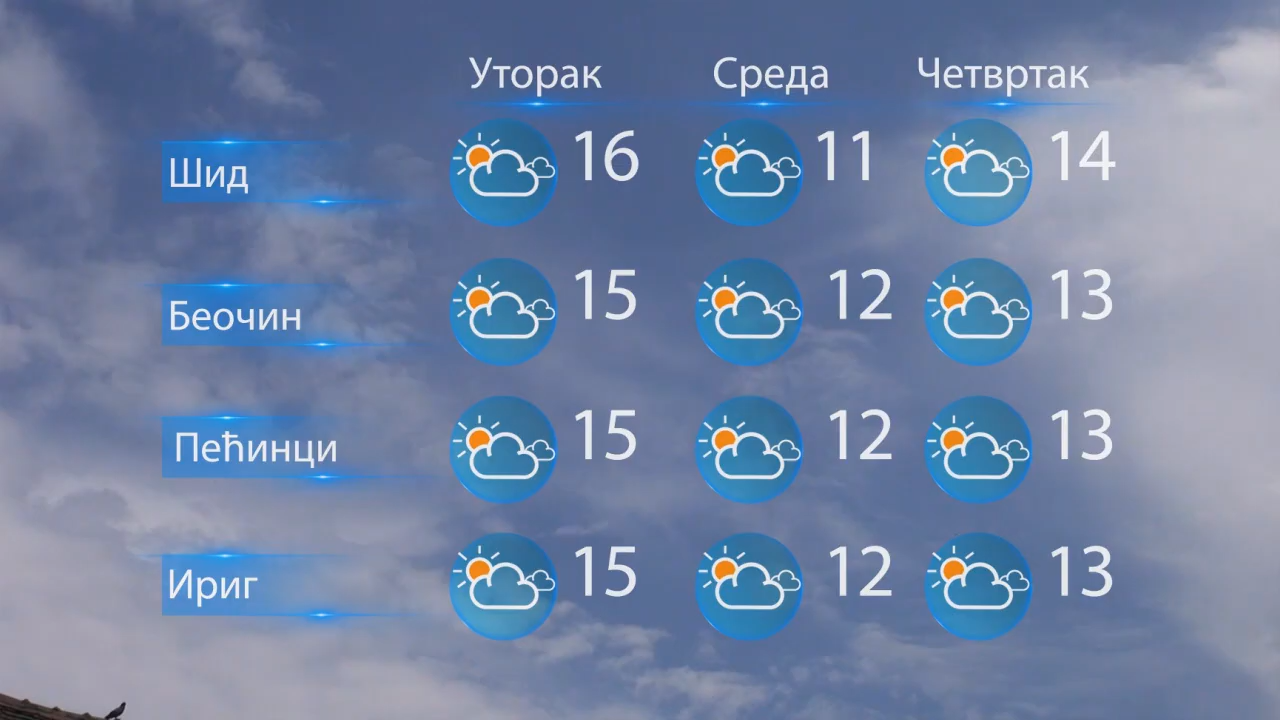 Уторак Среда Четвртак
Шид 16 11 14
Беочин 15 12 13
Пећинци 15 12 13
Ириг 15 12 13